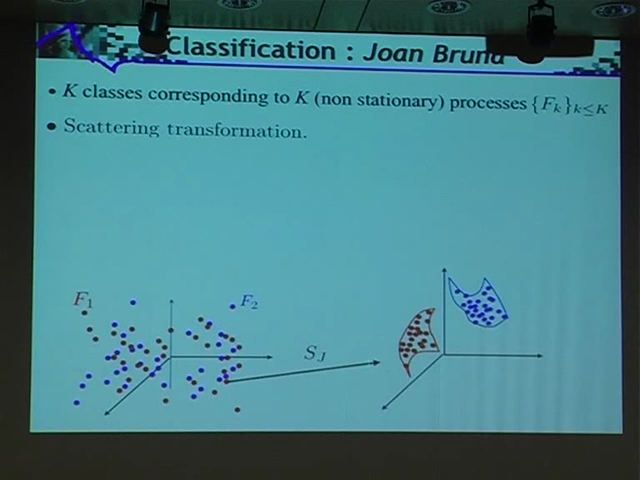 Classification : Joan Bruna
• K classes corresponding to K (non stationary) processes {F_k}_{k≤K}
• Scattering transformation.
F_1
F_2
S_J